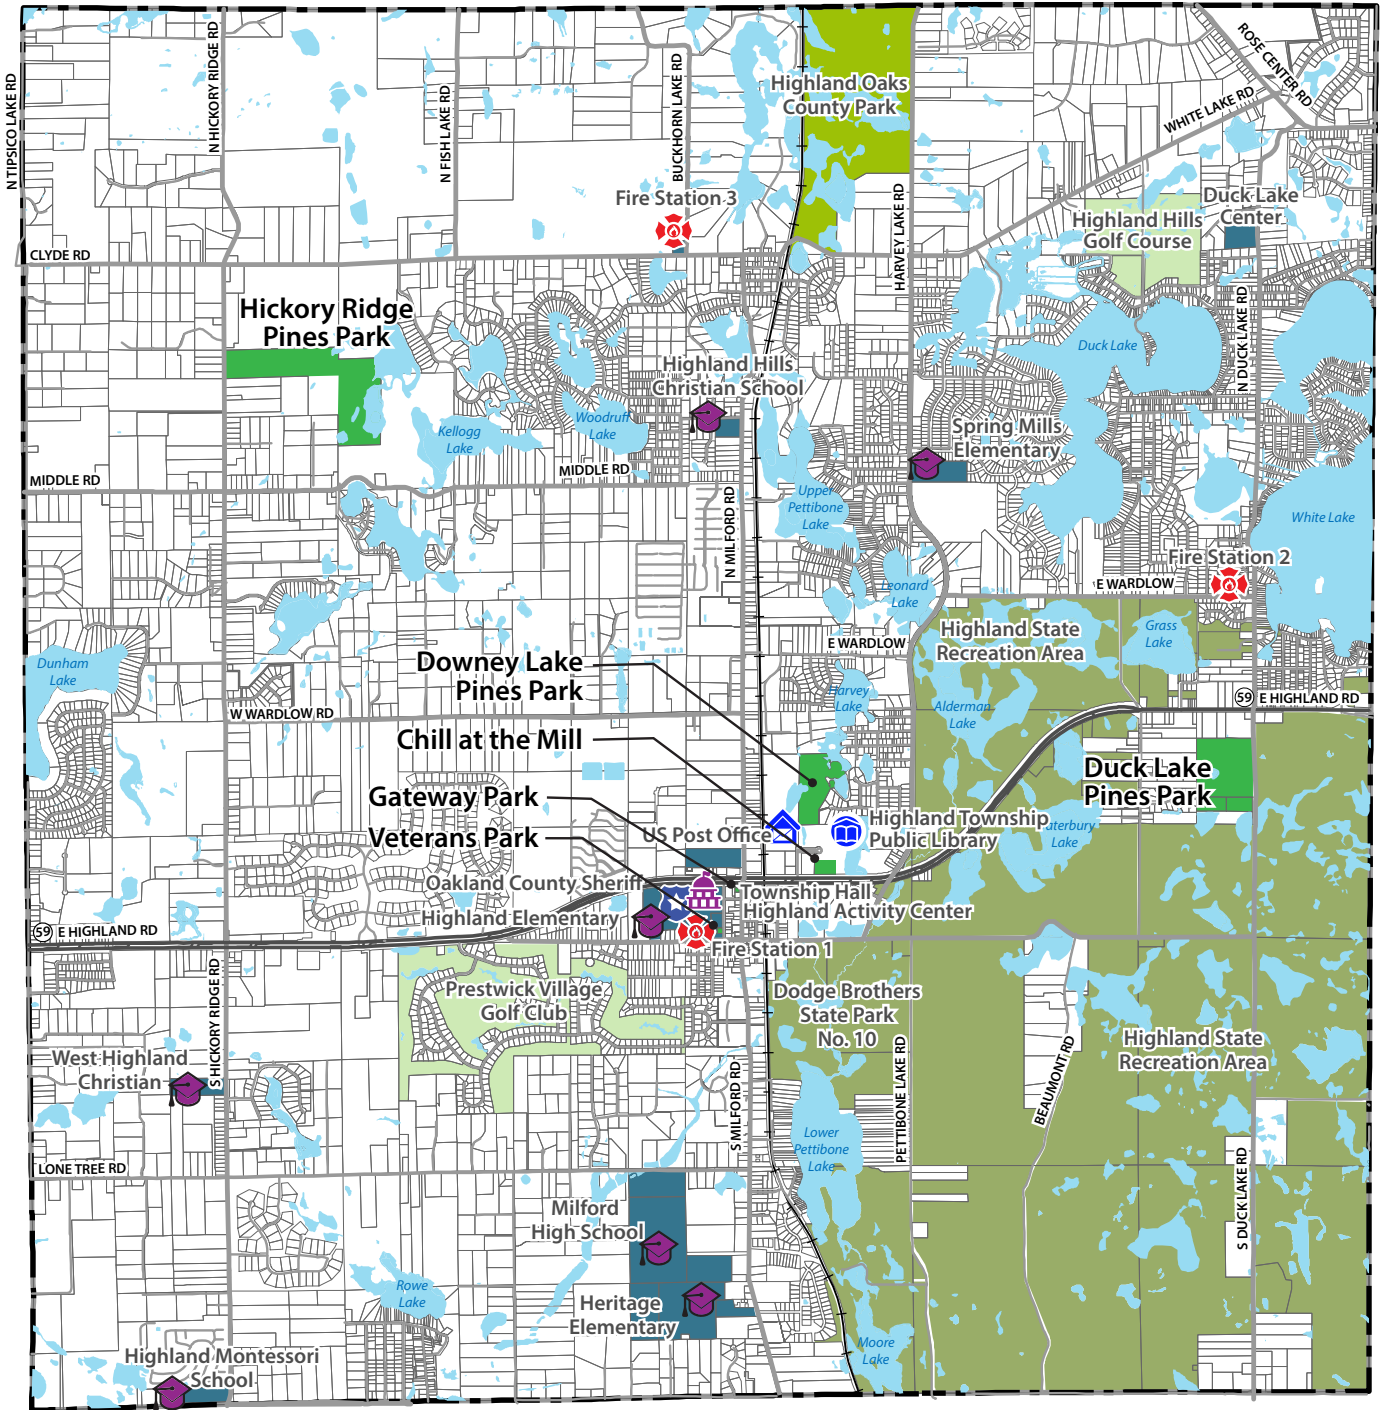 N TIPSICO LAKE RD
N HICKORY RIDGE RD
N FISH LAKE RD
BUCKHORN LAKE RD
Highland Oaks
County Park
ROSE CENTER RD
WHITE LAKE RD
HARVEY LAKE RD
Fire Station 3
Duck Lake
Center
Highland Hills
Golf Course
CLYDE RD
Hickory Ridge
Pines Park
N DUCK LAKE RD
Duck Lake
Highland Hills
Christian School
Woodruff
Lake
Kellogg
Lake
Spring Mills
Elementary
MIDDLE RD
MIDDLE RD
N MILFORD RD
Upper
Pettibone
Lake
White Lake
Fire Station 2
E WARDLOW
Leonard
Lake
E WARDLOW
Highland State
Recreation Area
Grass
Lake
Dunham
Lake
Downey Lake
Pines Park
Harvey
Lake
59
E HIGHLAND RD
W WARDLOW RD
Alderman
Lake
Chill at the Mill
Duck Lake
Pines Park
Gateway Park
Veterans Park
US Post Office
Highland Township
Public Library
aterbury
Lake
Oakland County Sheriff
Township Hall
Highland Activity Center
Highland Elementary
59
E HIGHLAND RD
Fire Station 1
S HICKORY RIDGE RD
Prestwick Village
Golf Club
Dodge Brothers
State Park
No. 10
Highland State
Recreation Area
West Highland
Christian
S MILFORD RD
PETTIBONE LAKE RD
BEAUMONT RD
Lower
Pettibone
Lake
LONE TREE RD
S DUCK LAKE RD
Milford
High School
Rowe
Lake
Heritage
Elementary
Moore
Lake
Highland Montessori
School